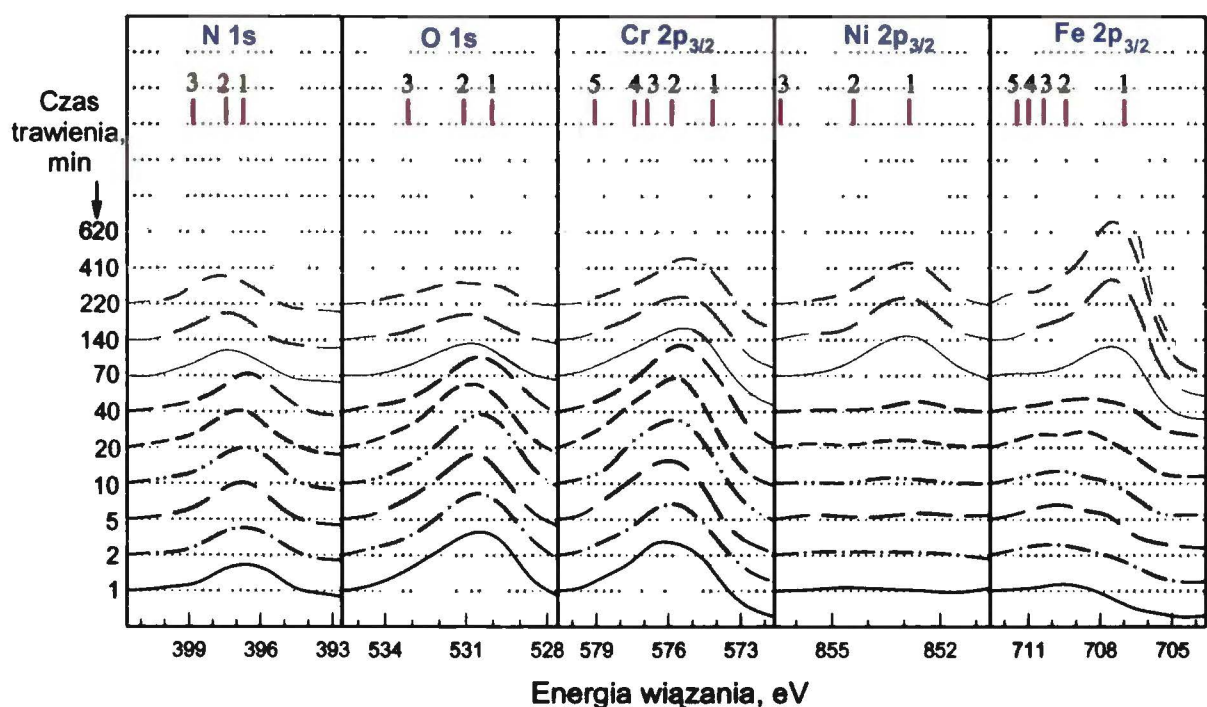 N 1s O 1s Cr 2p3/2 Ni 2p3/2 Fe 2p3/2
3 2 1 3 2 1 5 4 3 2 1 3 2 1 5 4 3 2 1
Czas
trawienia,
min
620
410
220
140
70
40
20
10
5
2
1
399 396 393 534 531 528 579 576 573 855 852 711 708 705
Energia wiązania, eV